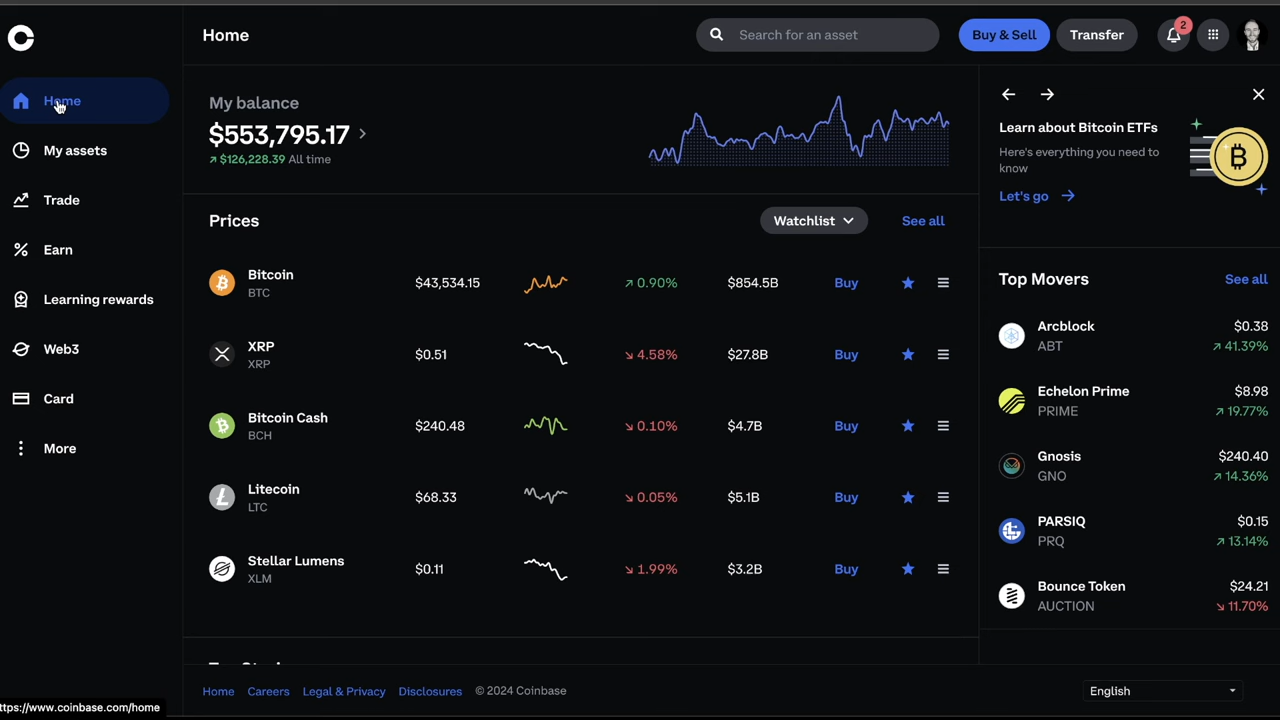 Home
Search for an asset
Buy & Sell
Transfer
2
Home
My assets
Trade
Earn
Learning rewards
Web3
Card
More
My balance
$553,795.17
↗ $126,228.39 All time
Prices
Watchlist
See all
Bitcoin
BTC
$43,534.15
↗ 0.90%
$854.5B
Buy
XRP
XRP
$0.51
↘ 4.58%
$27.8B
Buy
Bitcoin Cash
BCH
$240.48
↘ 0.10%
$4.7B
Buy
Litecoin
LTC
$68.33
↘ 0.05%
$5.1B
Buy
Stellar Lumens
XLM
$0.11
↘ 1.99%
$3.2B
Buy
Learn about Bitcoin ETFs
Here's everything you need to
know
Let's go
Top Movers
See all
Arcblock
ABT
$0.38
↗ 41.39%
Echelon Prime
PRIME
$8.98
↗ 19.77%
Gnosis
GNO
$240.40
↗ 14.36%
PARSIQ
PRQ
$0.15
↗ 13.14%
Bounce Token
AUCTION
$24.21
↘ 11.70%
Home
Careers
Legal & Privacy
Disclosures
© 2024 Coinbase
English
ttps://www.coinbase.com/home